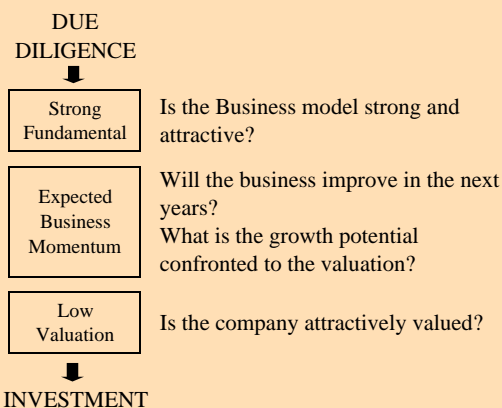 DUE
DILIGENCE
Strong
Fundamental
Is the Business model strong and
attractive?
Expected
Business
Momentum
Will the business improve in the next
years?
What is the growth potential
confronted to the valuation?
Low
Valuation
Is the company attractively valued?
INVESTMENT